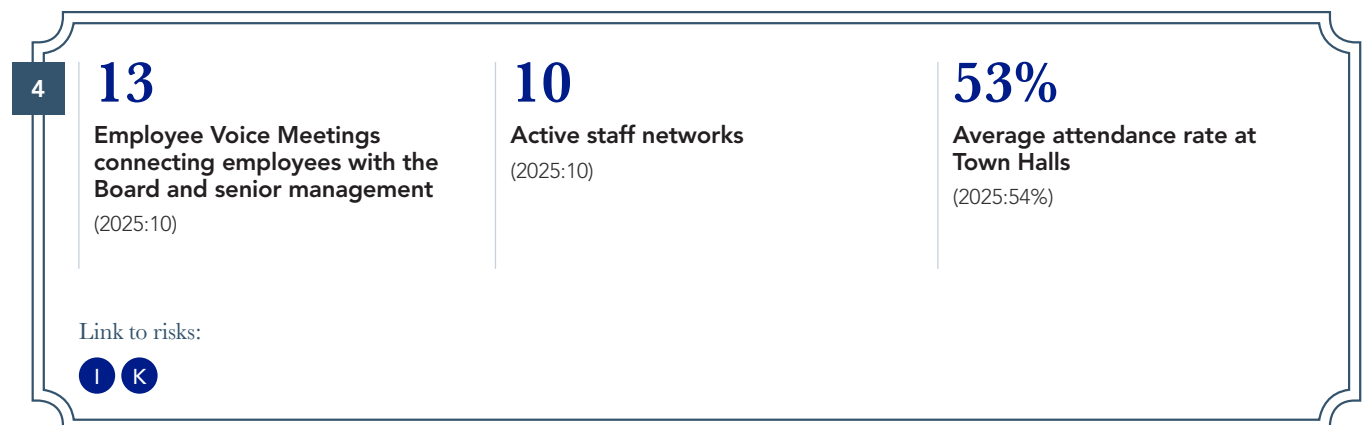 4
13
Employee Voice Meetings
connecting employees with the
Board and senior management
(2025:10)
10
Active staff networks
(2025:10)
53%
Average attendance rate at
Town Halls
(2025:54%)
Link to risks:
I K